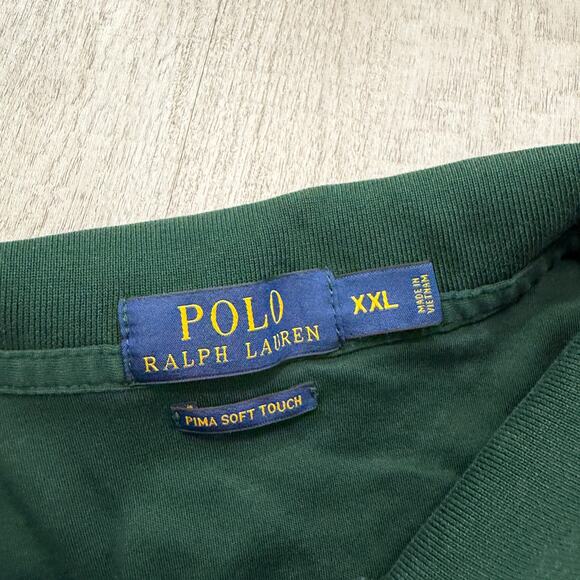 POLO
RALPH LAUREN
XXL
MADE IN
VIETNAM
PIMA SOFT TOUCH